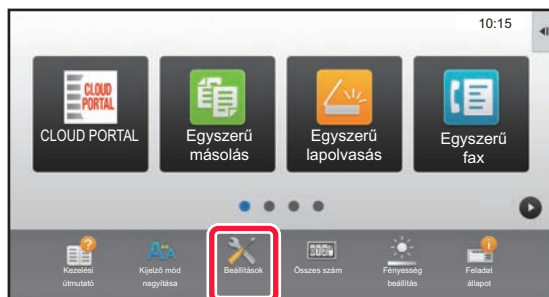 10:15
CLOUD
PORTAL
CLOUD PORTAL
Egyszerű
másolás
Egyszerű
lapolvasás
Egyszerű
fax
Kezelési
útmutató
Kijelző mód
nagyítása
Beállítások
Összes szám
Fényesség
beállítás
Feladat
állapot